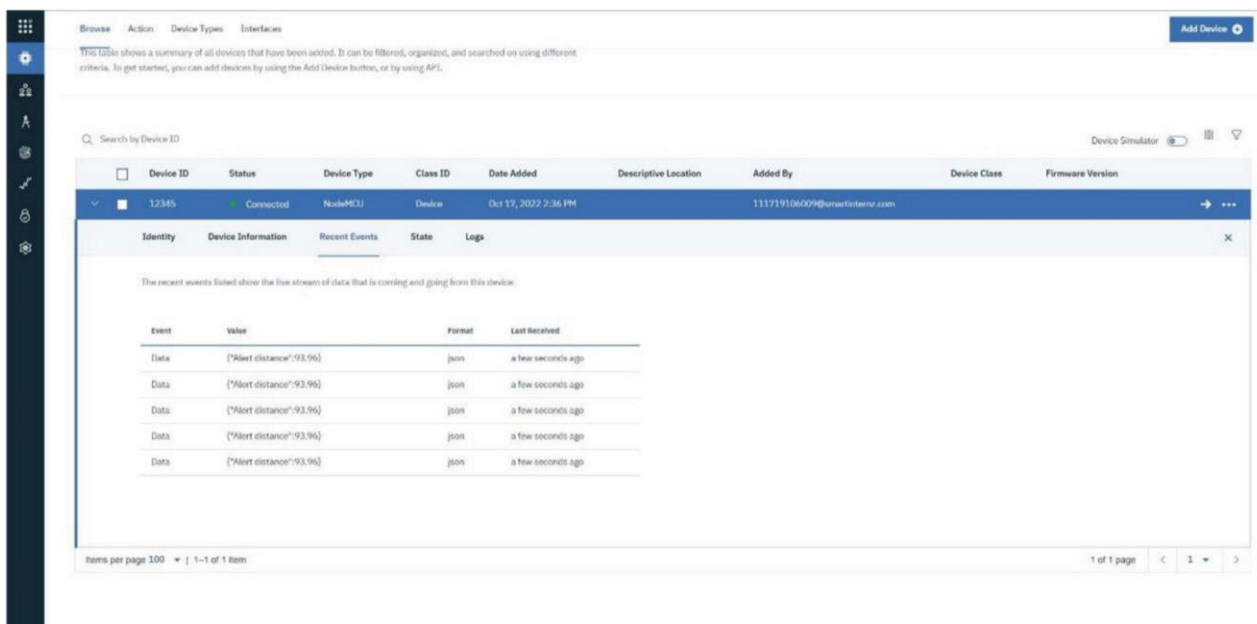 Browse Action Device Types Interfaces
Add Device
This table shows a summary of all devices that have been added. It can be filtered, organized, and searched on using different
criteria. To get started, you can add devices by using the Add Device button, or by using API.
Search by Device ID
Device Simulator
Device ID Status Device Type Class ID Date Added Descriptive Location Added By Device Class Firmware Version
12345 Connected NodeMCU Device Oct 17, 2022 2:36 PM 111719106009@smartinternz.com
Identity Device Information Recent Events State Logs
The recent events listed show the live stream of data that is coming and going from this device.
Event Value Format Last Received
Data {"Alert distance":93.96} json a few seconds ago
Data {"Alert distance":93.96} json a few seconds ago
Data {"Alert distance":93.96} json a few seconds ago
Data {"Alert distance":93.96} json a few seconds ago
Data {"Alert distance":93.96} json a few seconds ago
Items per page 100 | 1–1 of 1 item
1 of 1 page < 1 >